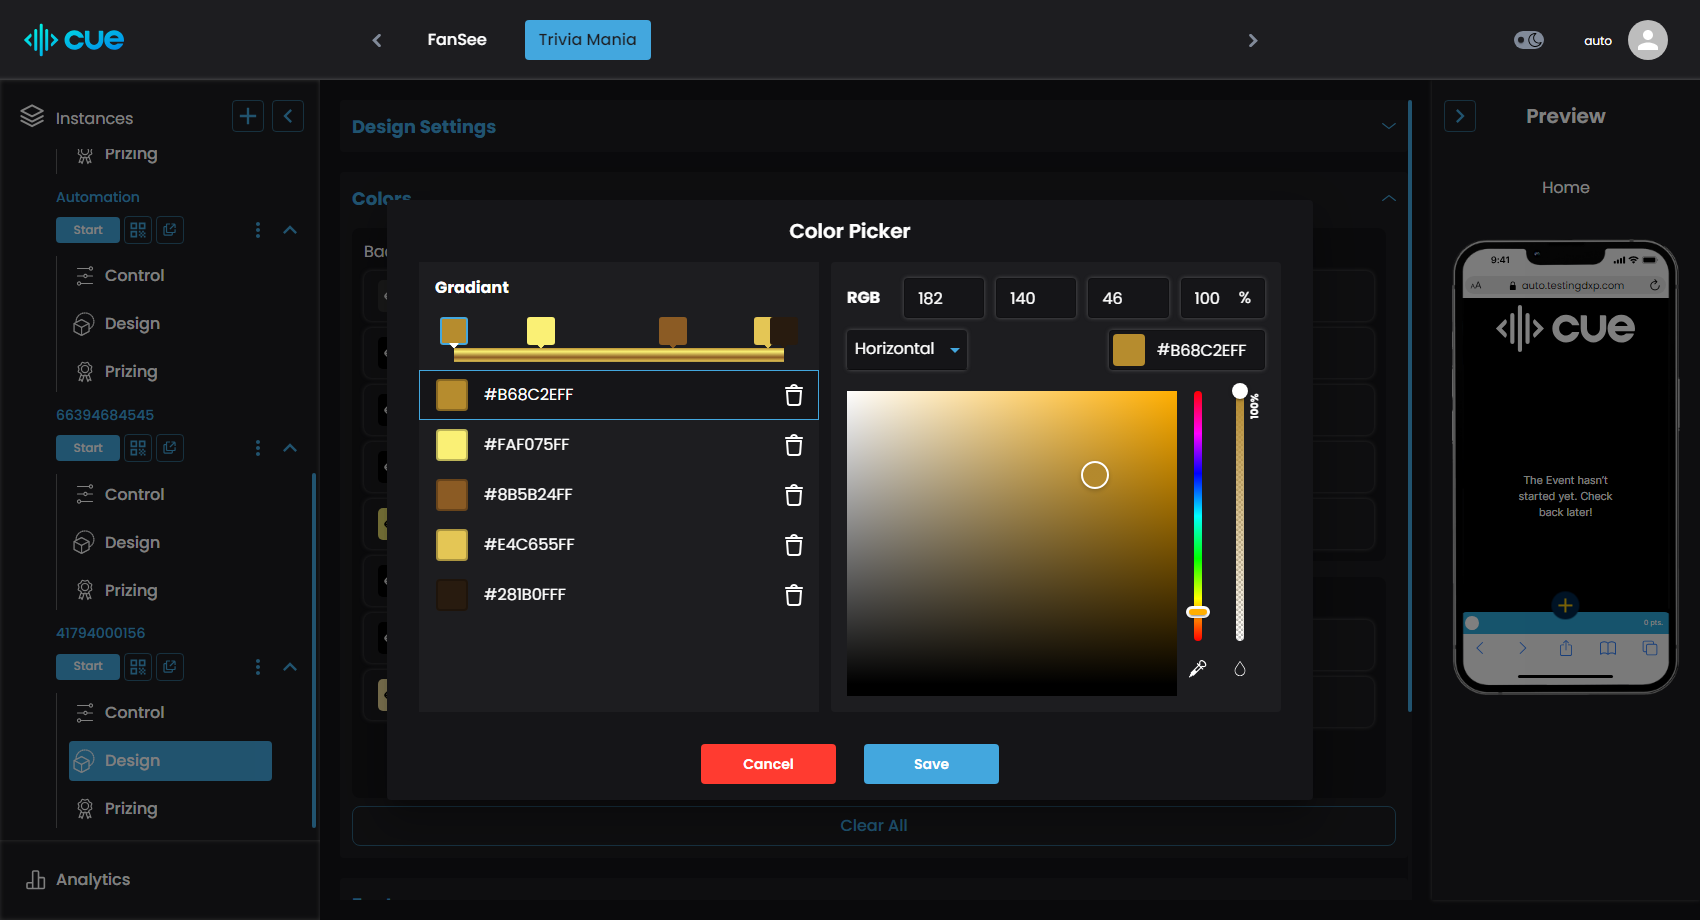 cue
FanSee
Trivia Mania
auto
Instances
Prizing
Automation
Start
Control
Design
Prizing
66394684545
Start
Control
Design
Prizing
41794000156
Start
Control
Design
Prizing
Analytics
Design Settings
Colors
Color Picker
Gradiant
#B68C2EFF
#FAF075FF
#8B5B24FF
#E4C655FF
#281B0FFF
RGB
182
140
46
100 %
Horizontal
#B68C2EFF
100%
Cancel
Save
Clear All
Preview
Home
9:41
AA
auto.testingdxp.com
cue
The Event hasn't
started yet. Check
back later!
0 pts.